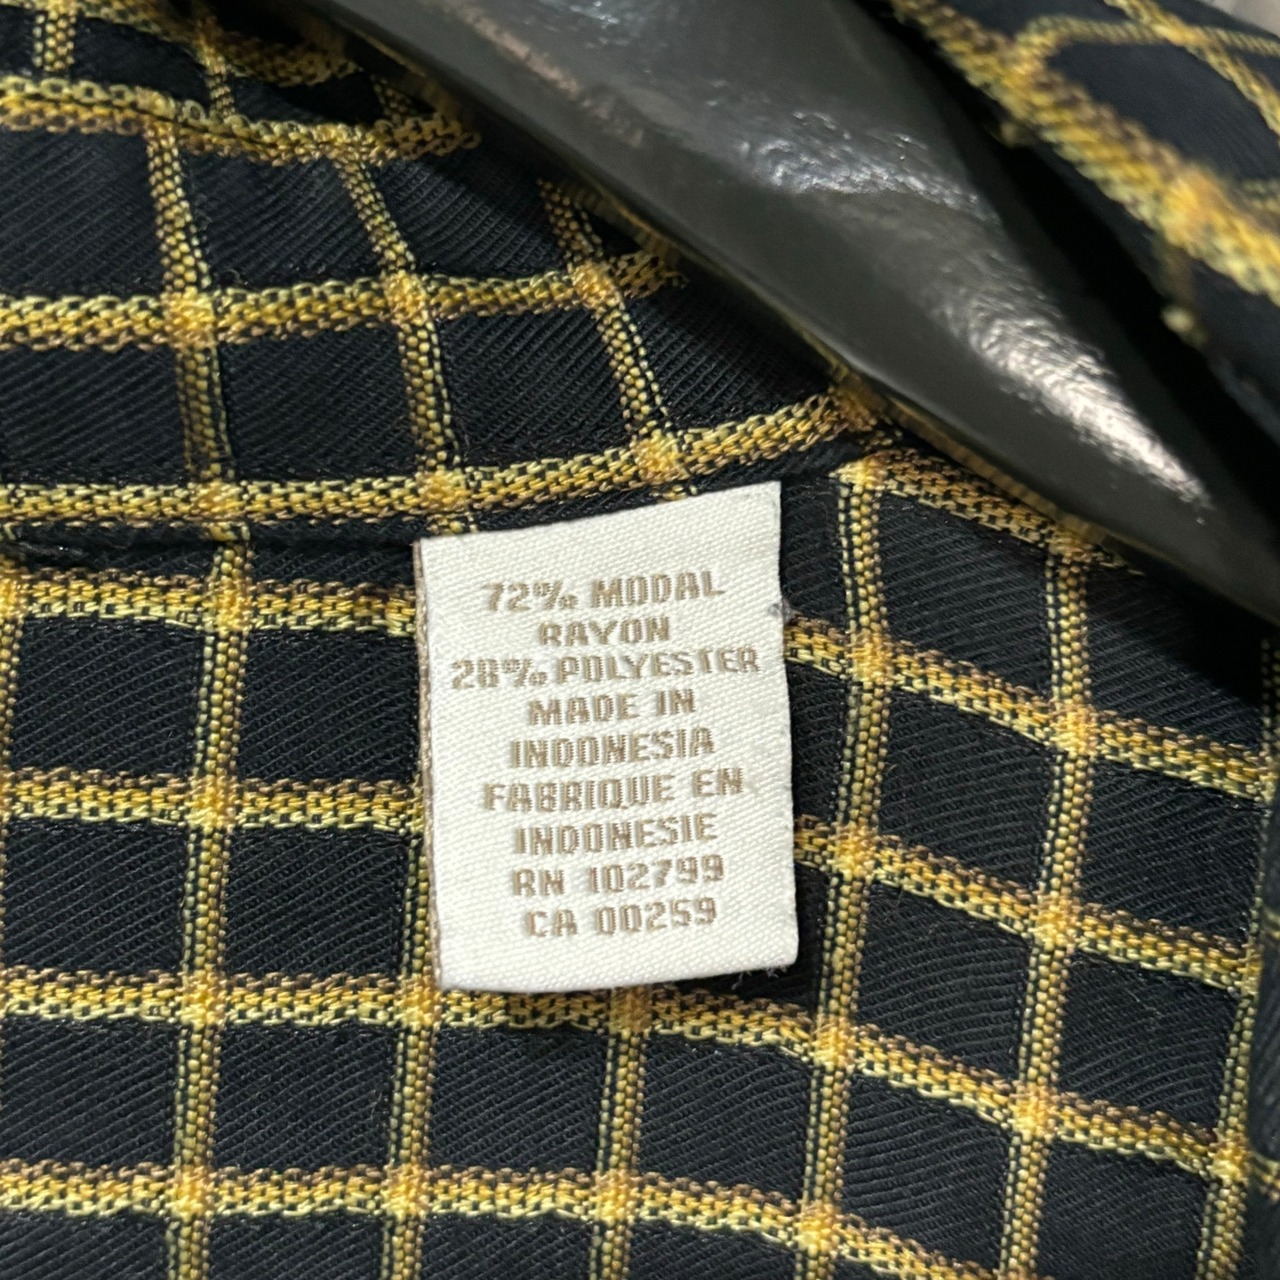 72% MODAL
RAYON
28% POLYESTER
MADE IN
INDONESIA
FABRIQUE EN
INDONESIE
RN 102799
CA 00259